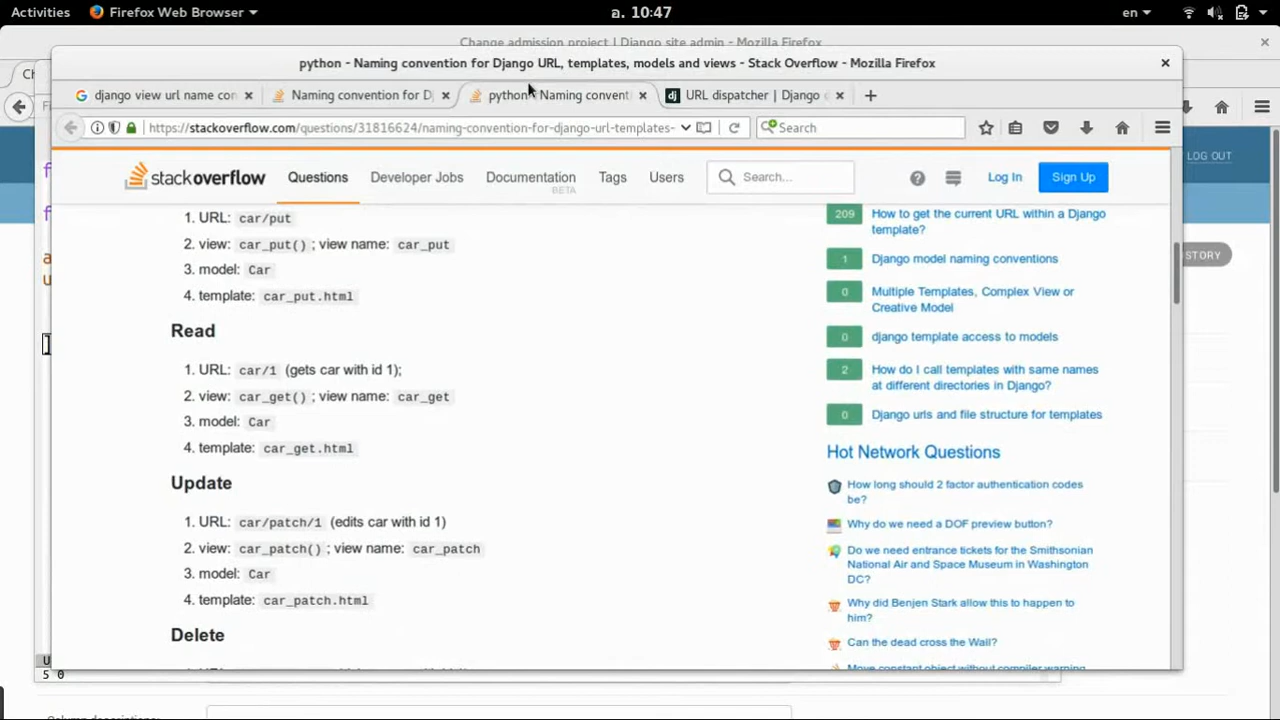 Activities Firefox Web Browser อ. 10:47 en
Change admission project | Django site admin - Mozilla Firefox
python - Naming convention for Django URL, templates, models and views - Stack Overflow - Mozilla Firefox
django view url name con Naming convention for D python - Naming convent URL dispatcher | Django
https://stackoverflow.com/questions/31816624/naming-convention-for-django-url-templates- Search
LOG OUT
stackoverflow Questions Developer Jobs Documentation Tags Users Search... Log In Sign Up
BETA
1. URL: car/put
2. view: car_put() ; view name: car_put
3. model: Car
4. template: car_put.html
Read
1. URL: car/1 (gets car with id 1);
2. view: car_get() ; view name: car_get
3. model: Car
4. template: car_get.html
Update
1. URL: car/patch/1 (edits car with id 1)
2. view: car_patch() ; view name: car_patch
3. model: Car
4. template: car_patch.html
Delete
209 How to get the current URL within a Django
template?
1 Django model naming conventions
0 Multiple Templates, Complex View or
Creative Model
0 django template access to models
2 How do I call templates with same names
at different directories in Django?
0 Django urls and file structure for templates
Hot Network Questions
How long should 2 factor authentication codes
be?
Why do we need a DOF preview button?
Do we need entrance tickets for the Smithsonian
National Air and Space Museum in Washington
DC?
Why did Benjen Stark allow this to happen to
him?
Can the dead cross the Wall?
Move constant object without compiler warning
STORY
5 0
Column descriptions: